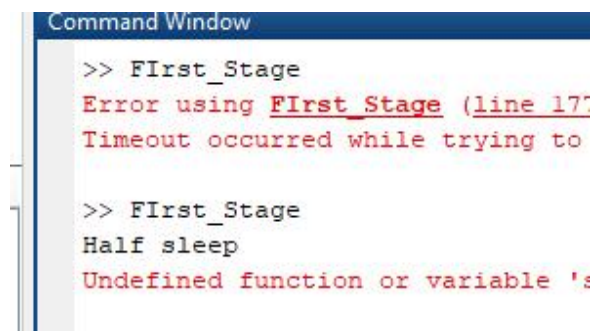 Command Window
>> FIrst_Stage
Error using FIrst_Stage (line 177
Timeout occurred while trying to
>> FIrst_Stage
Half sleep
Undefined function or variable 's